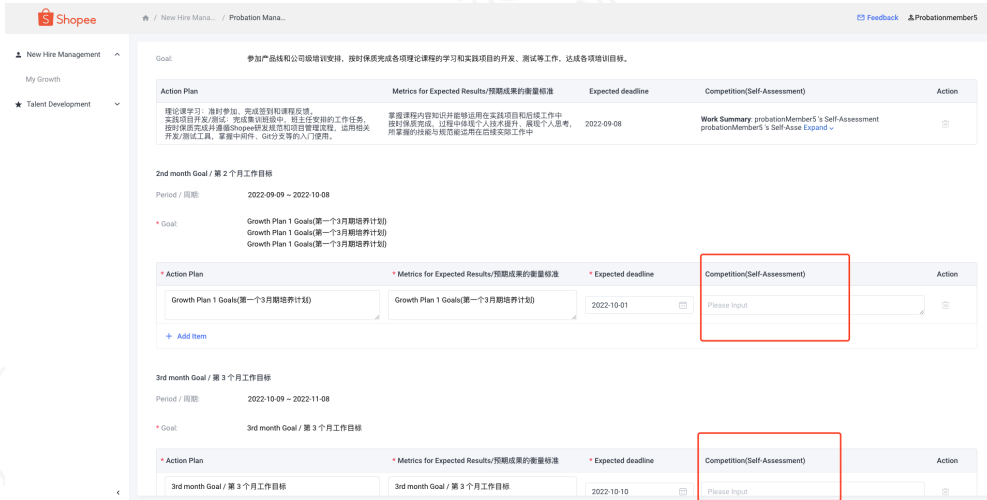 Shopee
/ New Hire Mana... / Probation Mana...
Feedback
Probationmember5
New Hire Management
My Growth
Talent Development
Goal: 参加产品线和公司级培训安排，按时保质完成各项理论课程的学习和实践项目的开发、测试等工作，达成各项培训目标。
Action Plan Metrics for Expected Results/预期成果的衡量标准 Expected deadline Competition(Self-Assessment) Action
理论课学习：准时参加、完成签到和课程反馈。
实践项目开发/测试：完成集训班级中，班主任安排的工作任务，
按时保质完成并遵循Shopee研发规范和项目管理流程，运用相关
开发/测试工具，掌握中间件、Git分支等的入门使用。
掌握课程内容知识并能够运用在实践项目和后续工作中
按时保质完成，过程中体现个人技术提升、展现个人思考，
所掌握的技能与规范能运用在后续实际工作中
2022-09-08
Work Summary: probationMember5 's Self-Assessment
probationMember5 's Self-Asse Expand
2nd month Goal / 第 2 个月工作目标
Period / 周期: 2022-09-09 ~ 2022-10-08
* Goal: Growth Plan 1 Goals(第一个3月期培养计划)
Growth Plan 1 Goals(第一个3月期培养计划)
Growth Plan 1 Goals(第一个3月期培养计划)
* Action Plan * Metrics for Expected Results/预期成果的衡量标准 * Expected deadline Competition(Self-Assessment) Action
Growth Plan 1 Goals(第一个3月期培养计划) Growth Plan 1 Goals(第一个3月期培养计划) 2022-10-01 Please Input
+ Add Item
3rd month Goal / 第 3 个月工作目标
Period / 周期: 2022-10-09 ~ 2022-11-08
* Goal: 3rd month Goal / 第 3 个月工作目标
* Action Plan * Metrics for Expected Results/预期成果的衡量标准 * Expected deadline Competition(Self-Assessment) Action
3rd month Goal / 第 3 个月工作目标 3rd month Goal / 第 3 个月工作目标 2022-10-10 Please Input